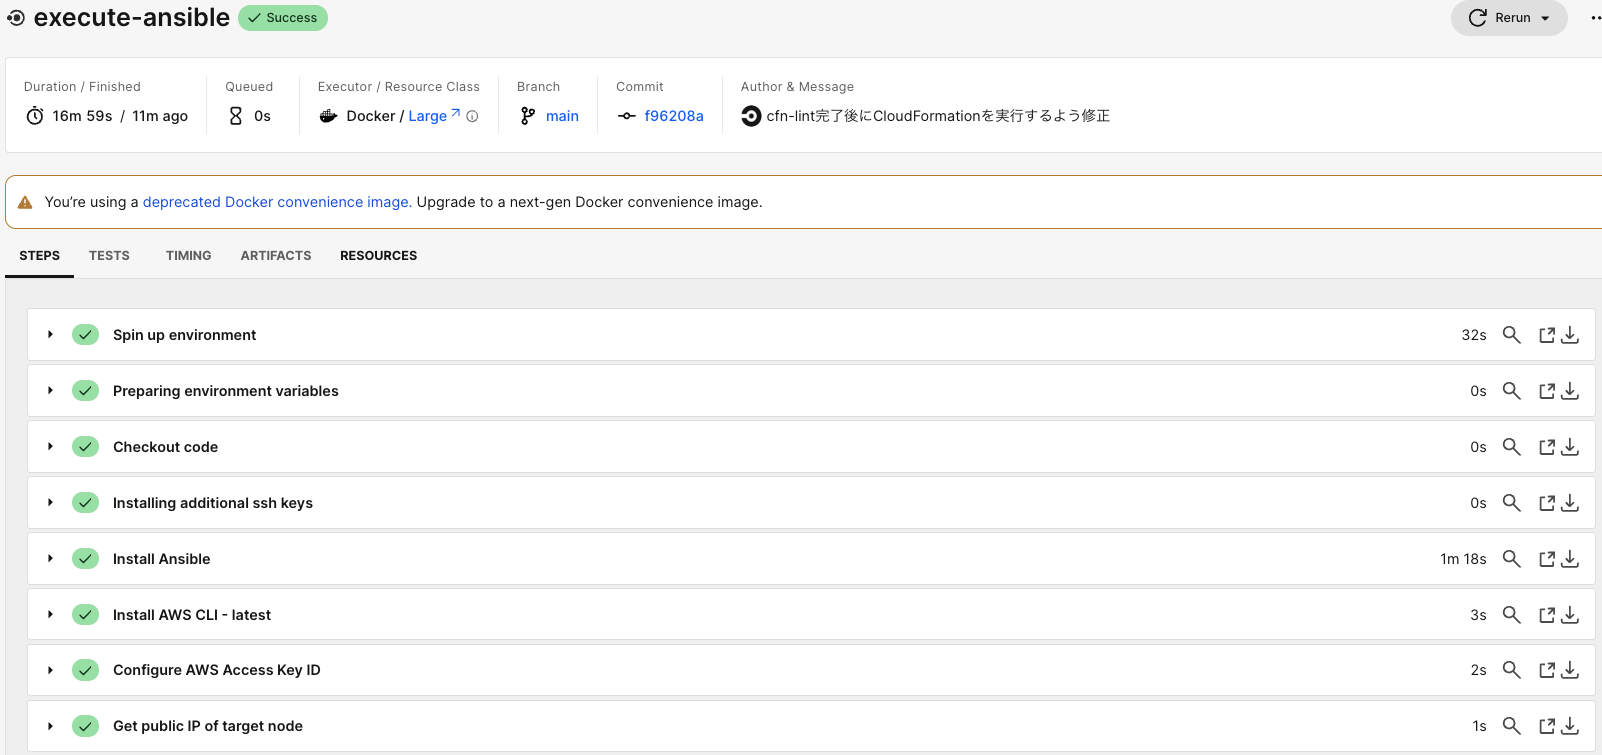 execute-ansible Success Rerun
Duration / Finished Queued Executor / Resource Class Branch Commit Author & Message
16m 59s / 11m ago 0s Docker / Large main f96208a cfn-lint完了後にCloudFormationを実行するよう修正
You’re using a deprecated Docker convenience image. Upgrade to a next-gen Docker convenience image.
STEPS TESTS TIMING ARTIFACTS RESOURCES
Spin up environment 32s
Preparing environment variables 0s
Checkout code 0s
Installing additional ssh keys 0s
Install Ansible 1m 18s
Install AWS CLI - latest 3s
Configure AWS Access Key ID 2s
Get public IP of target node 1s